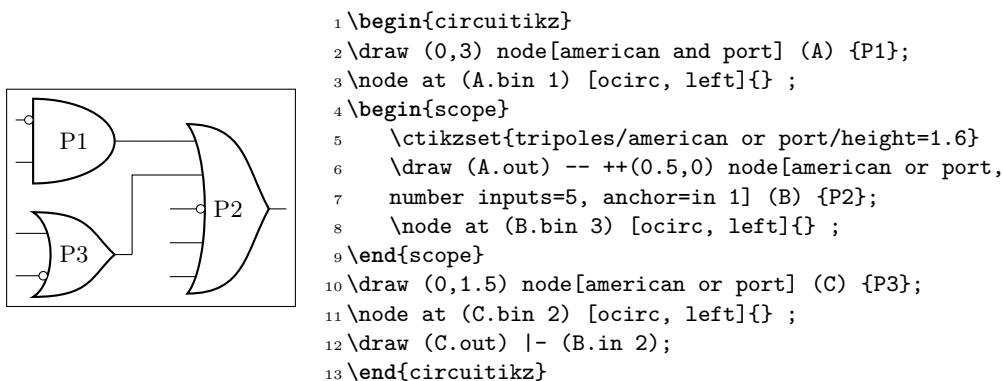 P1
P2
P3
1 \begin{circuitikz}
2 \draw (0,3) node[american and port] (A) {P1};
3 \node at (A.bin 1) [ocirc, left]{} ;
4 \begin{scope}
5     \ctikzset{tripoles/american or port/height=1.6}
6     \draw (A.out) -- ++(0.5,0) node[american or port,
7     number inputs=5, anchor=in 1] (B) {P2};
8     \node at (B.bin 3) [ocirc, left]{} ;
9 \end{scope}
10 \draw (0,1.5) node[american or port] (C) {P3};
11 \node at (C.bin 2) [ocirc, left]{} ;
12 \draw (C.out) |- (B.in 2);
13 \end{circuitikz}